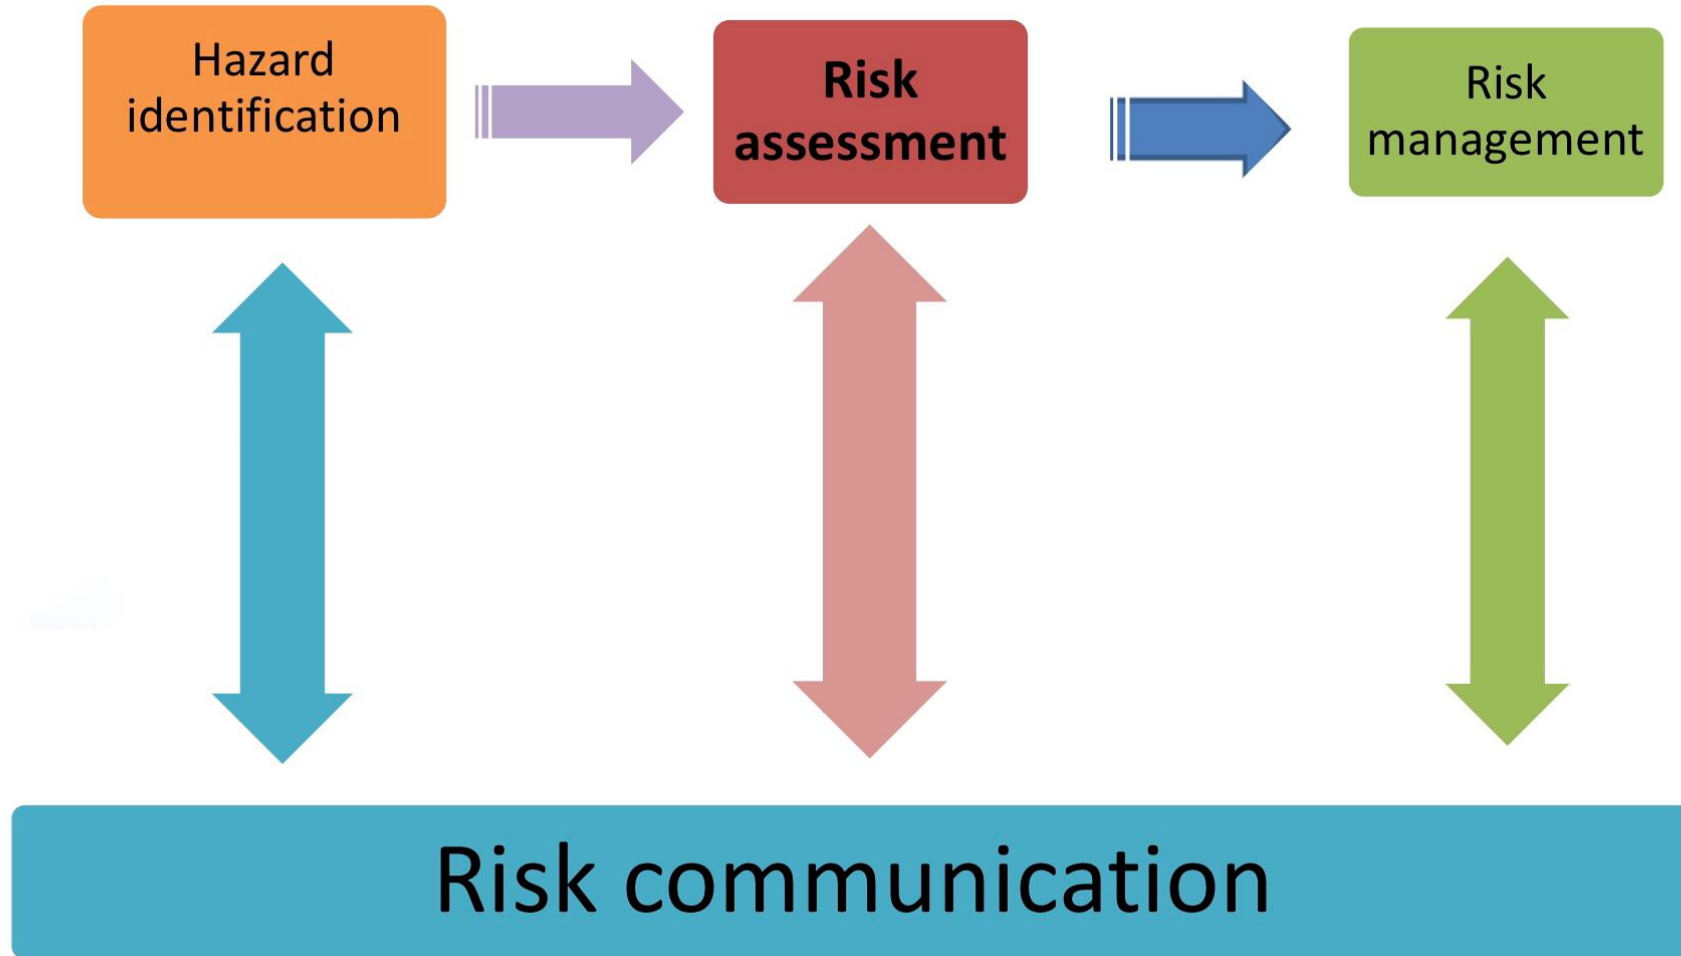 Hazard
identification
Risk
assessment
Risk
management
Risk communication